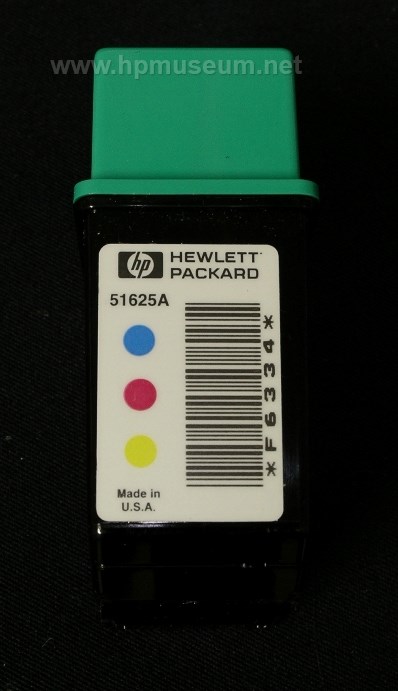 www.hpmuseum.net
hp HEWLETT
PACKARD
51625A
*F6334*
Made in
U.S.A.